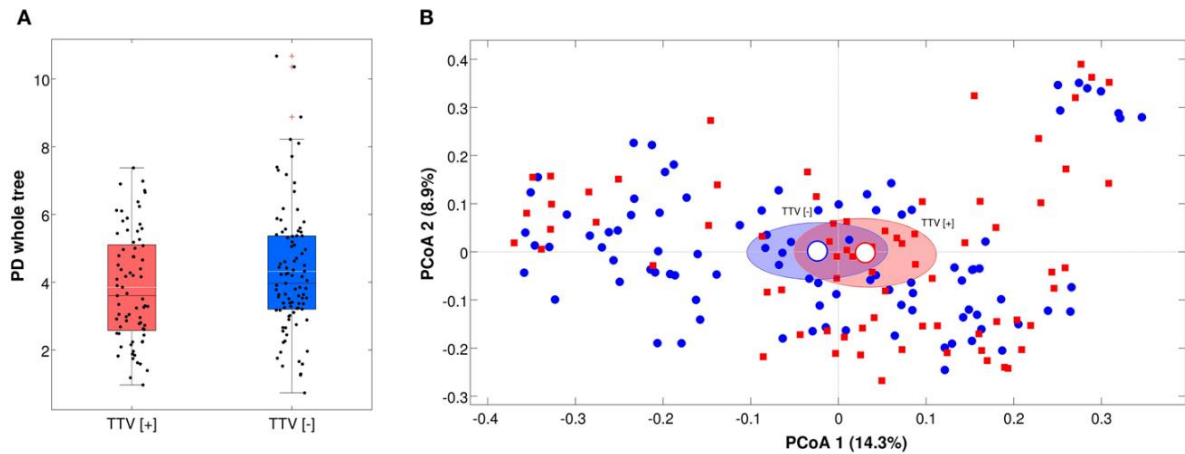 A
PD whole tree
10
8
6
4
2
TTV [+]
TTV [-]
B
PCoA 2 (8.9%)
0.4
0.3
0.2
0.1
0
-0.1
-0.2
-0.3
TTV [-]
TTV [+]
-0.4
-0.3
-0.2
-0.1
0
0.1
0.2
0.3
PCoA 1 (14.3%)